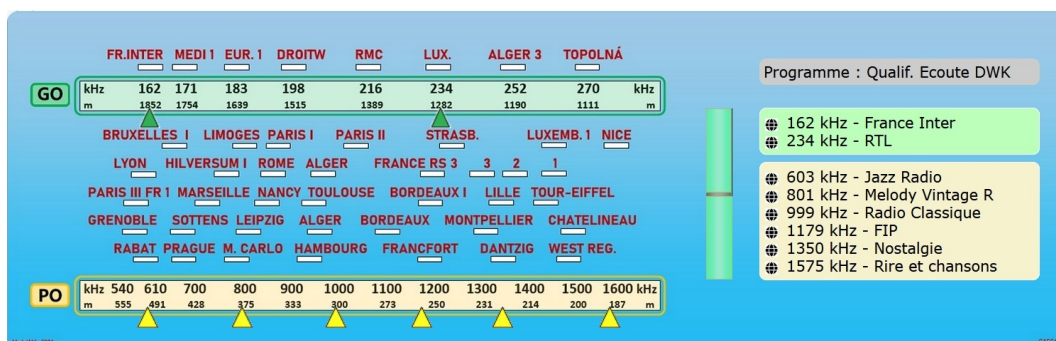 FR.INTER MEDI 1 EUR. 1 DROITW RMC LUX. ALGER 3 TOPOLNÁ
GO
kHz 162 171 183 198 216 234 252 270 kHz
m 1852 1754 1639 1515 1389 1282 1190 1111 m
BRUXELLES I LIMOGES PARIS I PARIS II STRASB. LUXEMB. 1 NICE
LYON HILVERSUM I ROME ALGER FRANCE RS 3 3 2 1
PARIS III FR 1 MARSEILLE NANCY TOULOUSE BORDEAUX I LILLE TOUR-EIFFEL
GRENOBLE SOTTENS LEIPZIG ALGER BORDEAUX MONTPELLIER CHATELINEAU
RABAT PRAGUE M. CARLO HAMBOURG FRANCFORT DANTZIG WEST REG.
PO
kHz 540 610 700 800 900 1000 1100 1200 1300 1400 1500 1600 kHz
m 555 491 428 375 333 300 273 250 231 214 200 187 m
Programme : Qualif. Ecoute DWK
162 kHz - France Inter
234 kHz - RTL
603 kHz - Jazz Radio
801 kHz - Melody Vintage R
999 kHz - Radio Classique
1179 kHz - FIP
1350 kHz - Nostalgie
1575 kHz - Rire et chansons